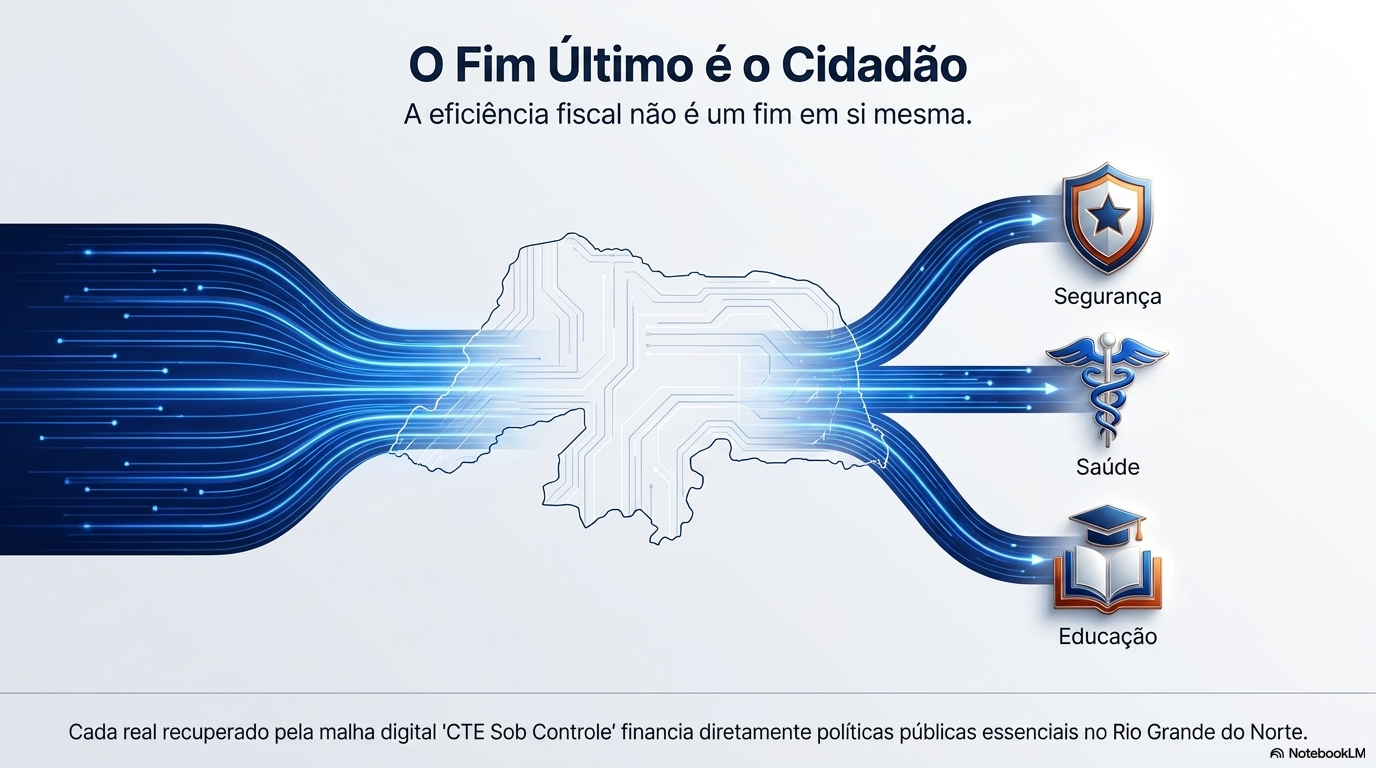 O Fim Último é o Cidadão
A eficiência fiscal não é um fim em si mesma.
Segurança
Saúde
Educação
Cada real recuperado pela malha digital 'CTE Sob Controle' financia diretamente políticas públicas essenciais no Rio Grande do Norte.
NotebookLM